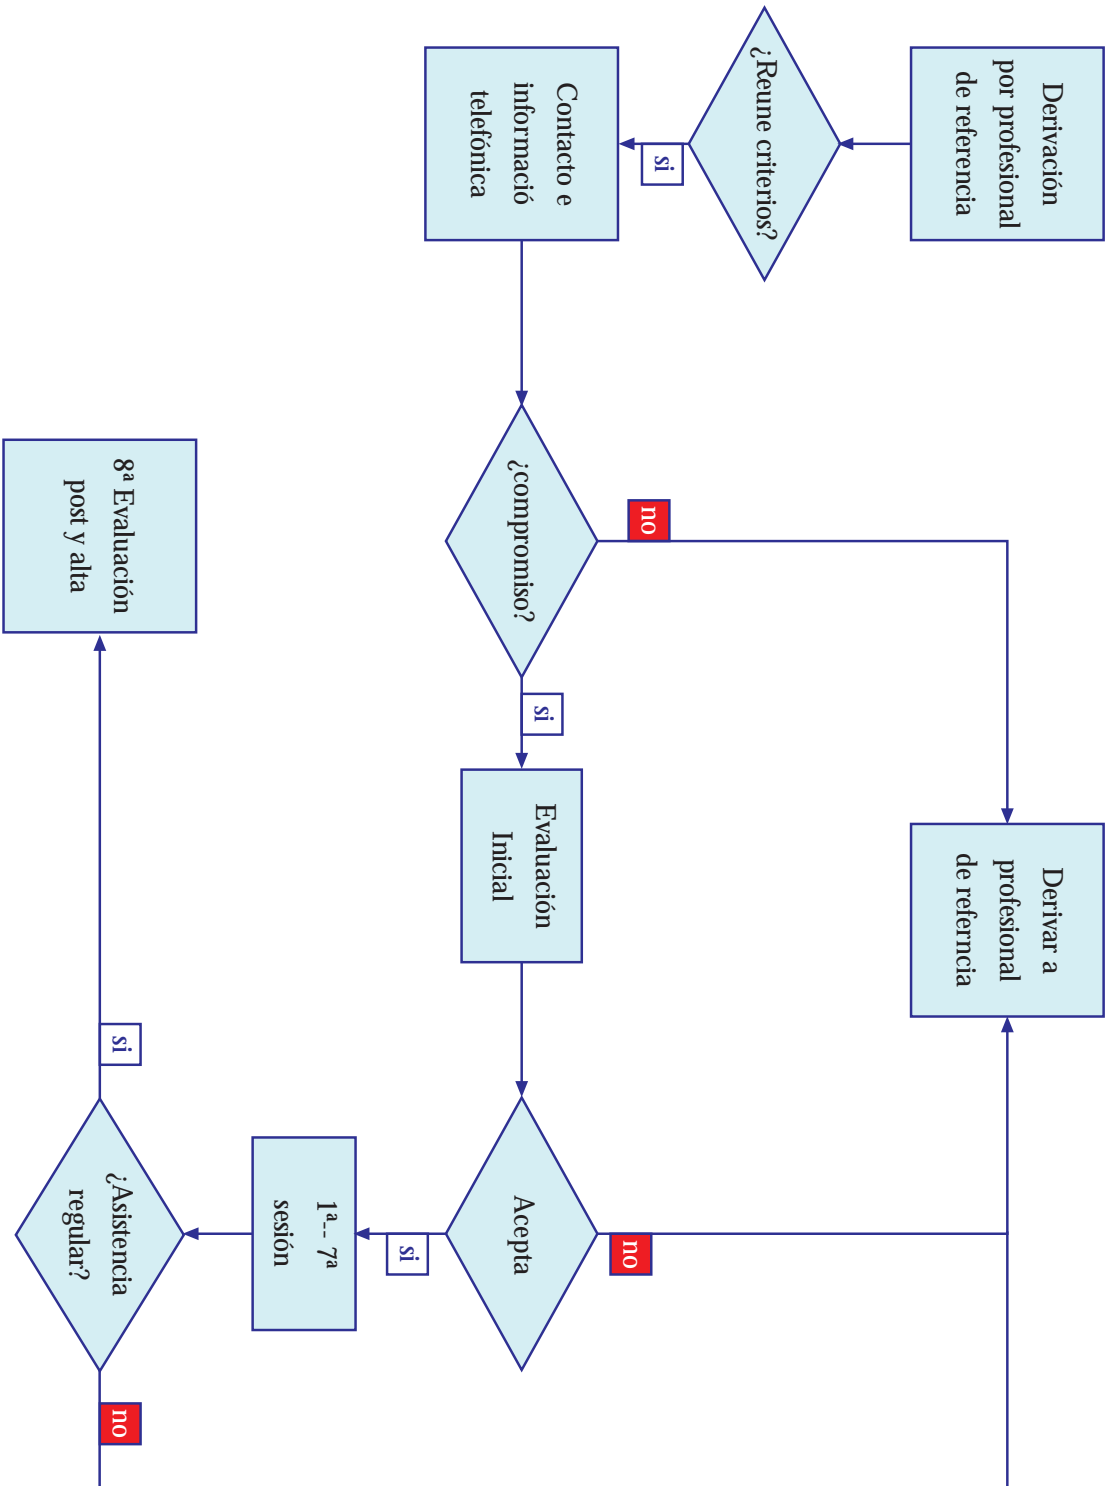 Derivación
por profesional
de referencia
¿Reune criterios?
si
Contacto e
informació
telefónica
¿compromiso?
no
si
Derivar a
profesional
de referncia
Evaluación
Inicial
Acepta
no
si
1ª-- 7ª
sesión
¿Asistencia
regular?
si
no
8ª Evaluación
post y alta